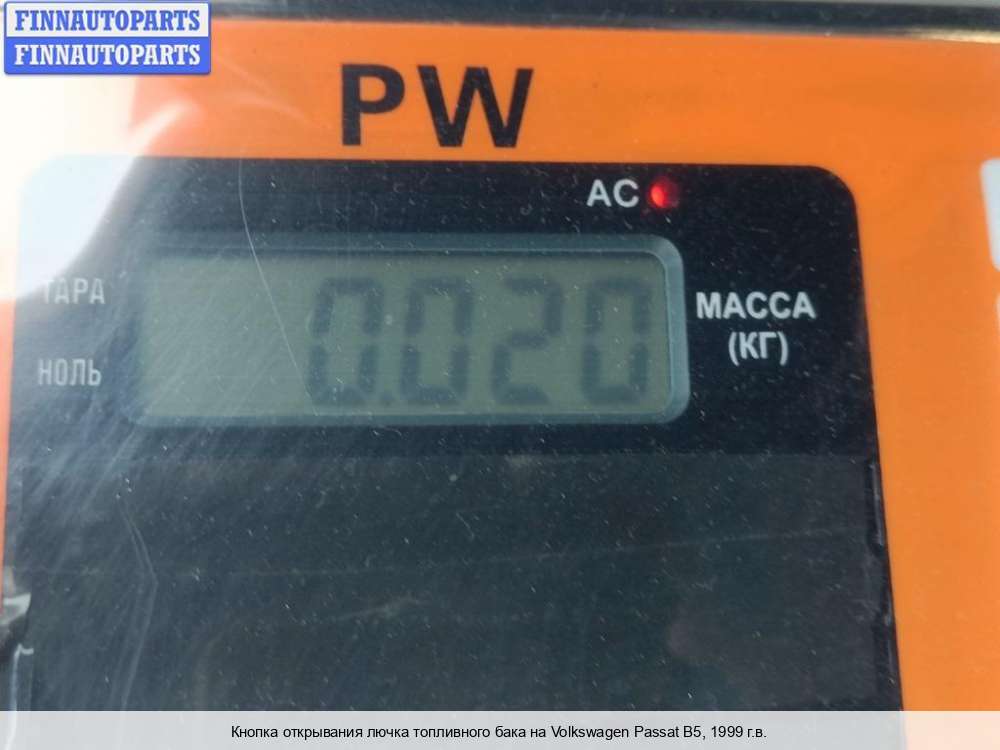 FINNAUTOPARTS
FINNAUTOPARTS
PW
AC
ТАРА
0.020
МАССА
(КГ)
НОЛЬ
Кнопка открывания лючка топливного бака на Volkswagen Passat B5, 1999 г.в.